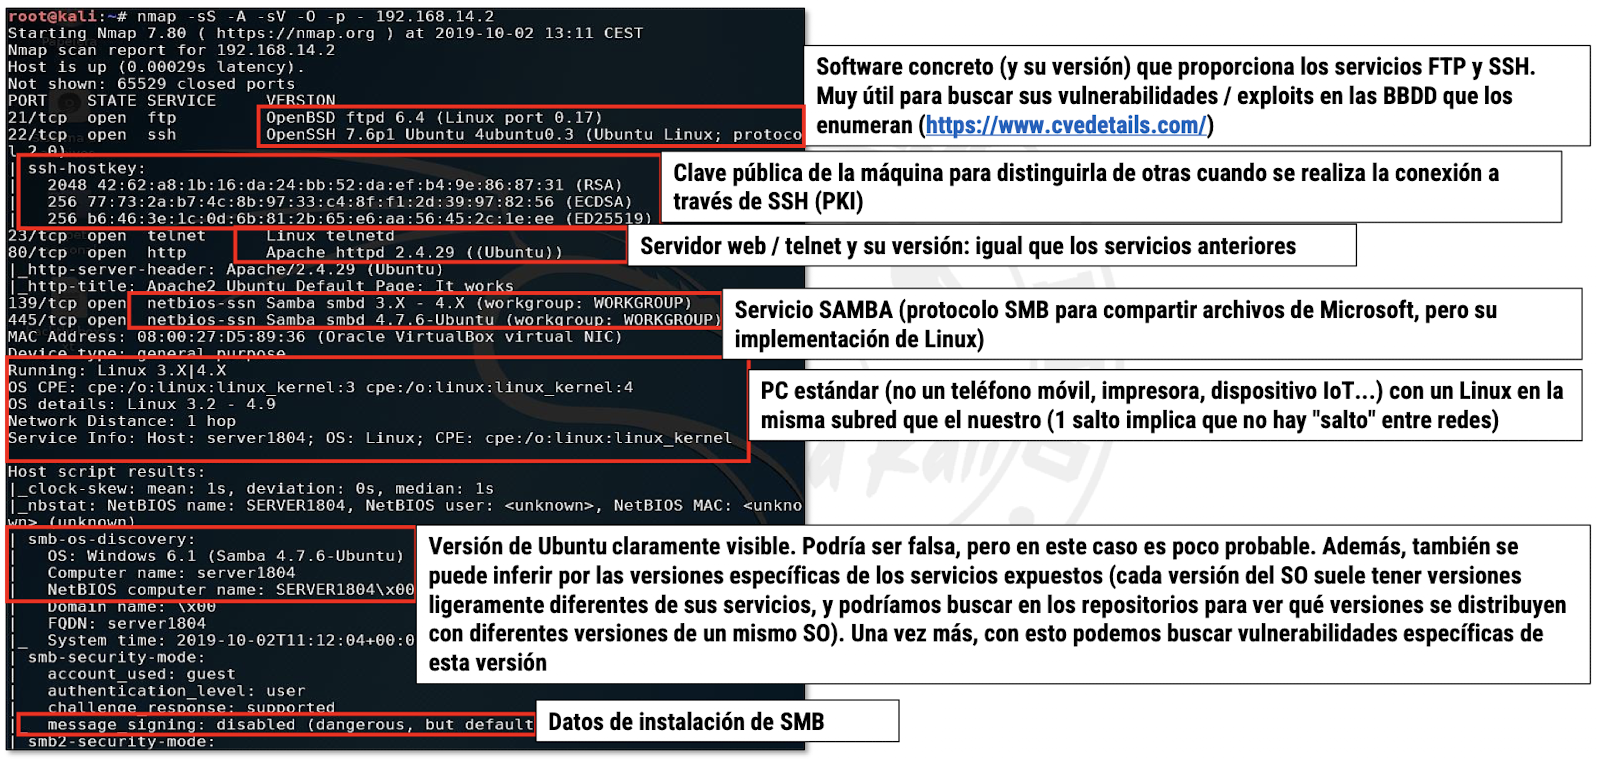 root@kali:~# nmap -sS -A -sV -O -p - 192.168.14.2
Starting Nmap 7.80 ( https://nmap.org ) at 2019-10-02 13:11 CEST
Nmap scan report for 192.168.14.2
Host is up (0.00029s latency).
Not shown: 65529 closed ports
PORT    STATE SERVICE     VERSION
21/tcp  open  ftp         OpenBSD ftpd 6.4 (Linux port 0.17)
22/tcp  open  ssh         OpenSSH 7.6p1 Ubuntu 4ubuntu0.3 (Ubuntu Linux; protoco
l 2.0)
Software concreto (y su versión) que proporciona los servicios FTP y SSH.
Muy útil para buscar sus vulnerabilidades / exploits en las BBDD que los
enumeran (https://www.cvedetails.com/)
| ssh-hostkey:
|   2048 42:62:a8:1b:16:da:24:bb:52:da:ef:b4:9e:86:87:31 (RSA)
|   256 77:73:2a:b7:4c:8b:97:33:c4:8f:f1:2d:39:97:82:56 (ECDSA)
|   256 b6:46:3e:1c:0d:6b:81:2b:65:e6:aa:56:45:2c:1e:ee (ED25519)
Clave pública de la máquina para distinguirla de otras cuando se realiza la conexión a
través de SSH (PKI)
23/tcp  open  telnet      Linux telnetd
80/tcp  open  http        Apache httpd 2.4.29 ((Ubuntu))
Servidor web / telnet y su versión: igual que los servicios anteriores
|_http-server-header: Apache/2.4.29 (Ubuntu)
|_http-title: Apache2 Ubuntu Default Page: It works
139/tcp open  netbios-ssn Samba smbd 3.X - 4.X (workgroup: WORKGROUP)
445/tcp open  netbios-ssn Samba smbd 4.7.6-Ubuntu (workgroup: WORKGROUP)
Servicio SAMBA (protocolo SMB para compartir archivos de Microsoft, pero su
implementación de Linux)
MAC Address: 08:00:27:D5:89:36 (Oracle VirtualBox virtual NIC)
Device type: general purpose
Running: Linux 3.X|4.X
OS CPE: cpe:/o:linux:linux_kernel:3 cpe:/o:linux:linux_kernel:4
OS details: Linux 3.2 - 4.9
Network Distance: 1 hop
Service Info: Host: server1804; OS: Linux; CPE: cpe:/o:linux:linux_kernel
PC estándar (no un teléfono móvil, impresora, dispositivo IoT...) con un Linux en la
misma subred que el nuestro (1 salto implica que no hay "salto" entre redes)
Host script results:
|_clock-skew: mean: 1s, deviation: 0s, median: 1s
|_nbstat: NetBIOS name: SERVER1804, NetBIOS user: <unknown>, NetBIOS MAC: <unkno
wn> (unknown)
| smb-os-discovery:
|   OS: Windows 6.1 (Samba 4.7.6-Ubuntu)
|   Computer name: server1804
|   NetBIOS computer name: SERVER1804\x00
|   Domain name: \x00
|   FQDN: server1804
|_  System time: 2019-10-02T11:12:04+00:0
Versión de Ubuntu claramente visible. Podría ser falsa, pero en este caso es poco probable. Además, también se
puede inferir por las versiones específicas de los servicios expuestos (cada versión del SO suele tener versiones
ligeramente diferentes de sus servicios, y podríamos buscar en los repositorios para ver qué versiones se distribuyen
con diferentes versiones de un mismo SO). Una vez más, con esto podemos buscar vulnerabilidades específicas de
esta versión
| smb-security-mode:
|   account_used: guest
|   authentication_level: user
|   challenge_response: supported
|_  message_signing: disabled (dangerous, but default
Datos de instalación de SMB
| smb2-security-mode: